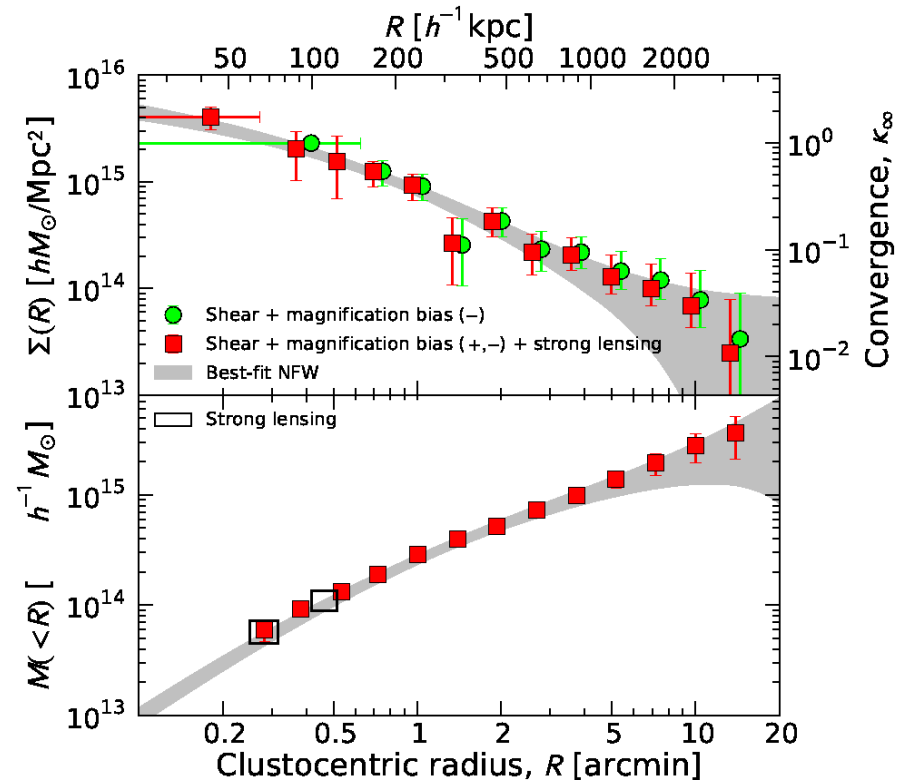 R [h⁻¹ kpc]
50 100 200 500 1000 2000
10¹⁶
10¹⁵
10¹⁴
10¹³
Σ(R) [hM⊙/Mpc²]
10⁰
10⁻¹
10⁻²
Convergence, κ∞
Shear + magnification bias (−)
Shear + magnification bias (+,−) + strong lensing
Best-fit NFW
Strong lensing
10¹⁵
10¹⁴
10¹³
M(<R) [ h⁻¹ M⊙]
0.2 0.5 1 2 5 10 20
Clustocentric radius, R [arcmin]